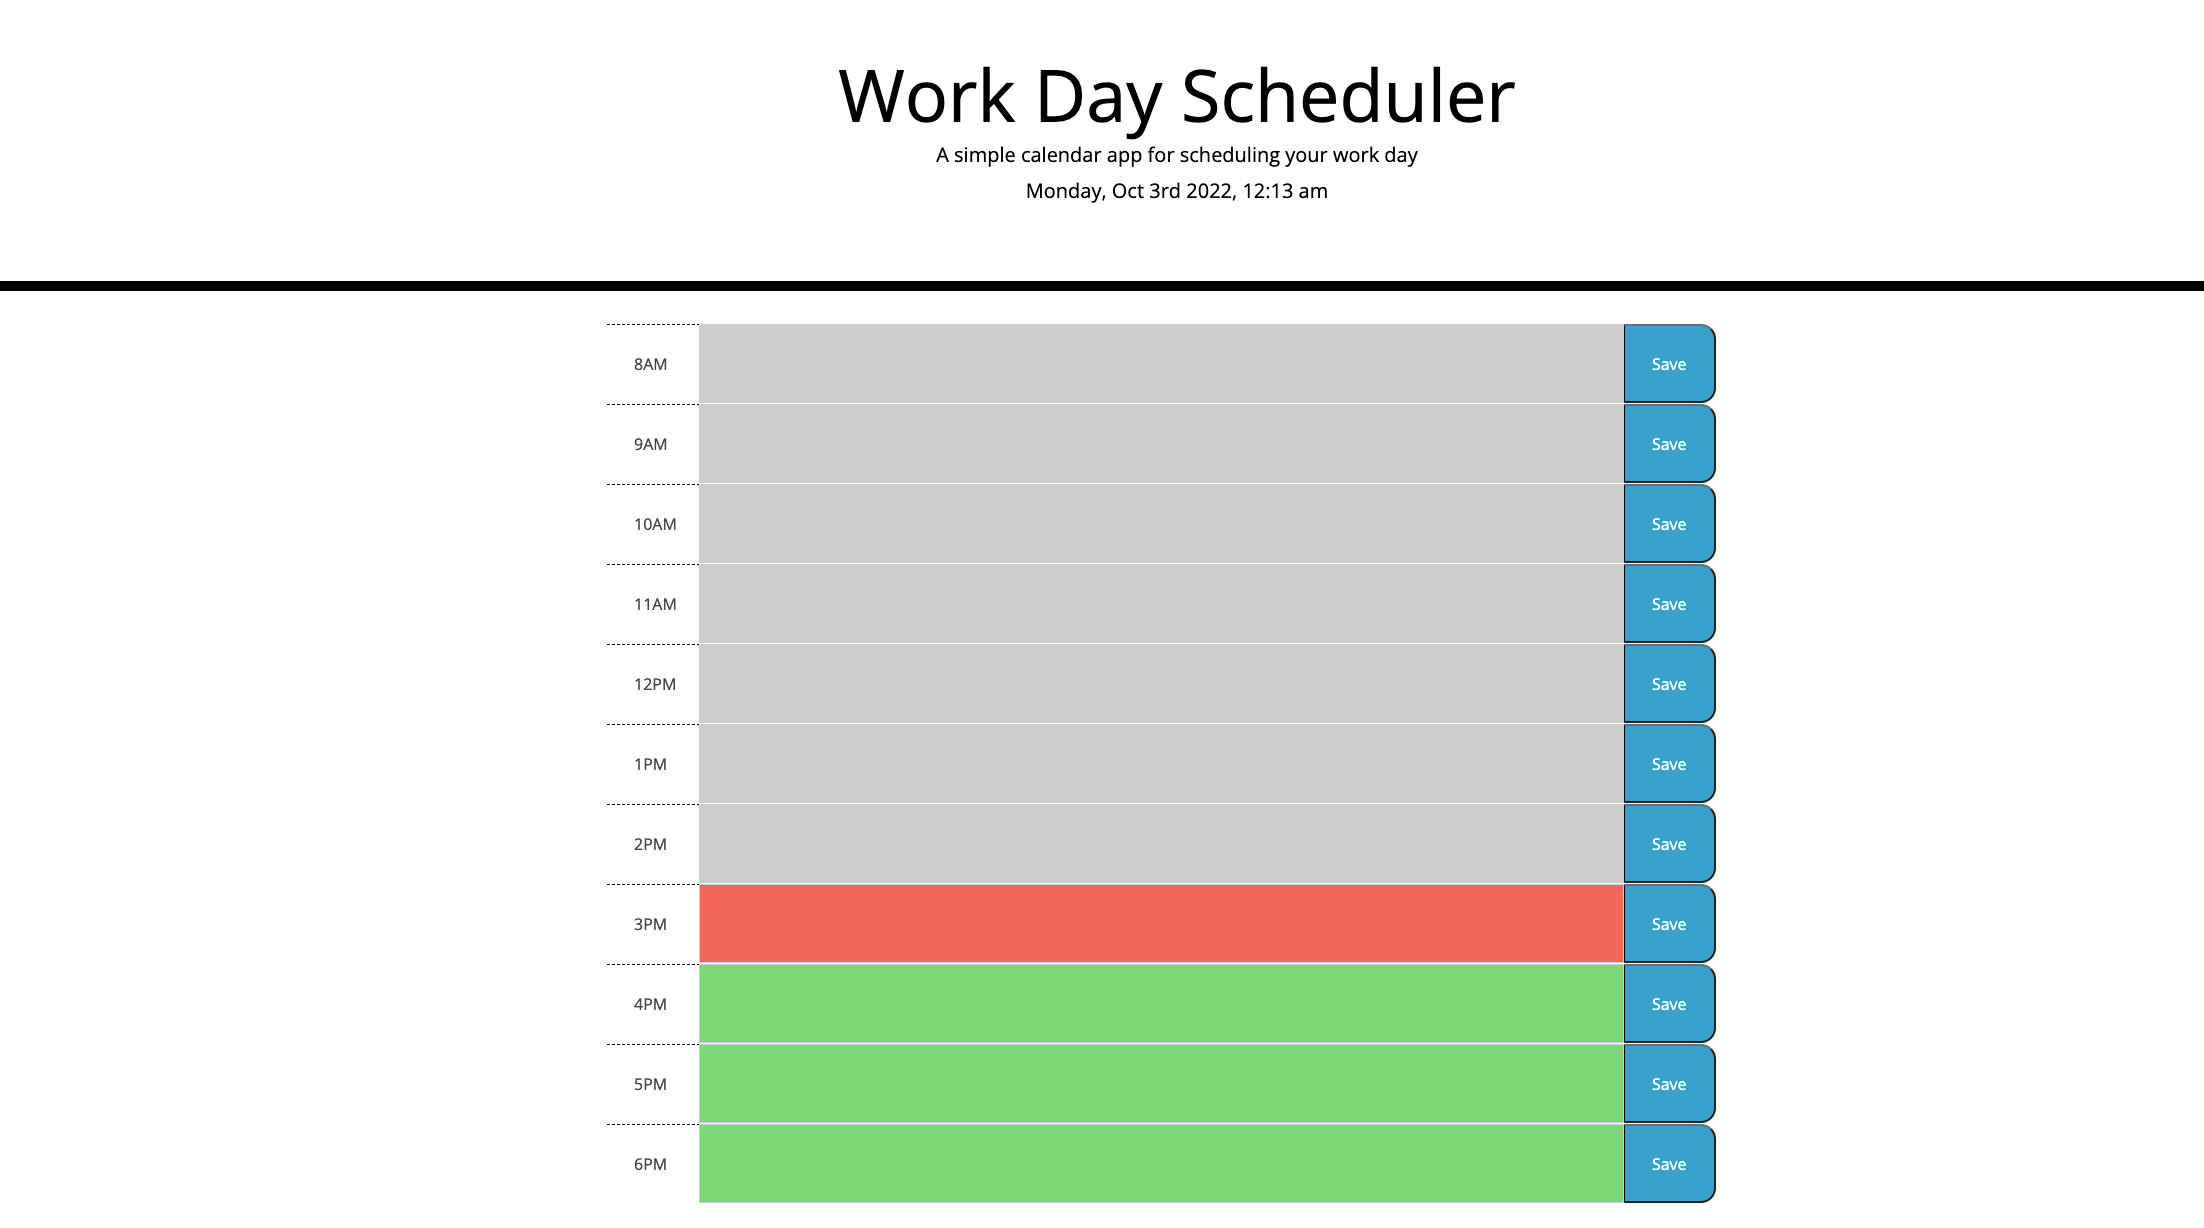 Work Day Scheduler
A simple calendar app for scheduling your work day
Monday, Oct 3rd 2022, 12:13 am
8AM Save
9AM Save
10AM Save
11AM Save
12PM Save
1PM Save
2PM Save
3PM Save
4PM Save
5PM Save
6PM Save